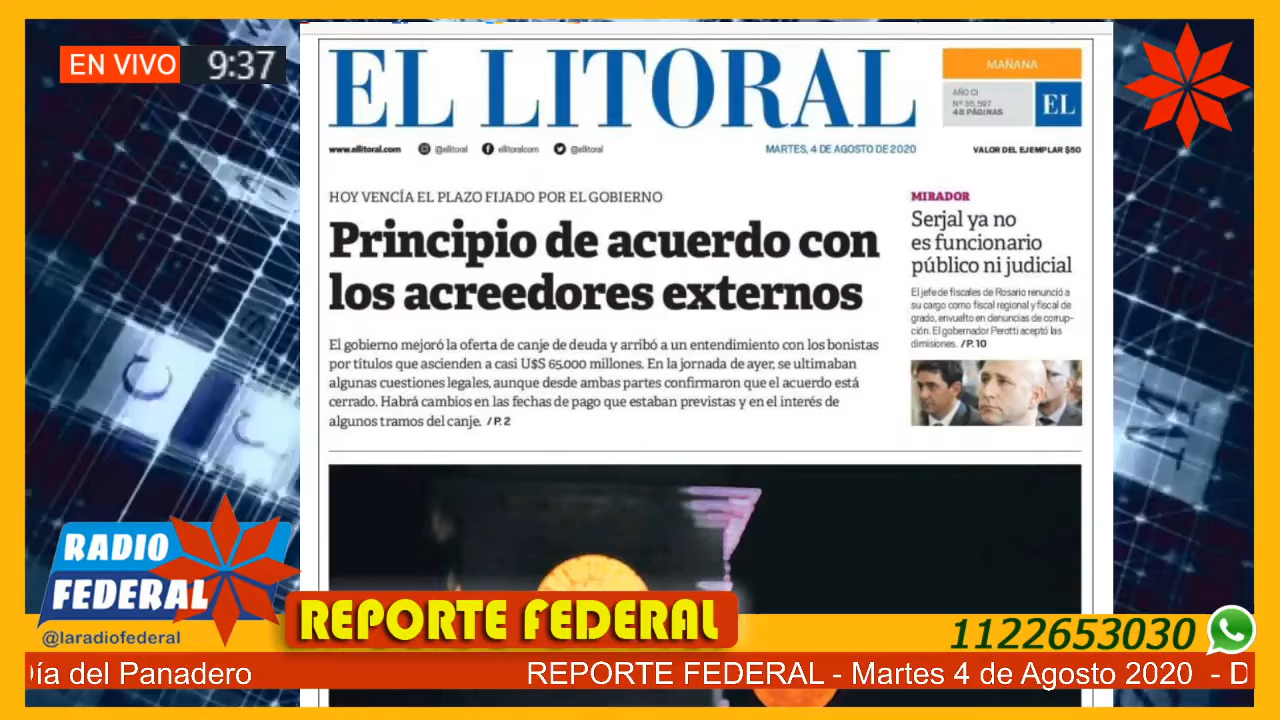 EN VIVO
9:37
EL LITORAL
MAÑANA
AÑO CI
Nº 36.597
48 PÁGINAS
EL
www.ellitoral.com
@ellitoral
ellitoralcom
@ellitoral
MARTES, 4 DE AGOSTO DE 2020
VALOR DEL EJEMPLAR $50
HOY VENCÍA EL PLAZO FIJADO POR EL GOBIERNO
Principio de acuerdo con
los acreedores externos
El gobierno mejoró la oferta de canje de deuda y arribó a un entendimiento con los bonistas
por títulos que ascienden a casi U$S 65.000 millones. En la jornada de ayer, se ultimaban
algunas cuestiones legales, aunque desde ambas partes confirmaron que el acuerdo está
cerrado. Habrá cambios en las fechas de pago que estaban previstas y en el interés de
algunos tramos del canje. / P. 2
MIRADOR
Serjal ya no
es funcionario
público ni judicial
El jefe de fiscales de Rosario renunció a
su cargo como fiscal regional y fiscal de
grado, envuelto en denuncias de corrup-
ción. El gobernador Perotti aceptó las
dimisiones. / P. 10
RADIO
FEDERAL
@laradiofederal
REPORTE FEDERAL
1122653030
Día del Panadero
REPORTE FEDERAL - Martes 4 de Agosto 2020 - D